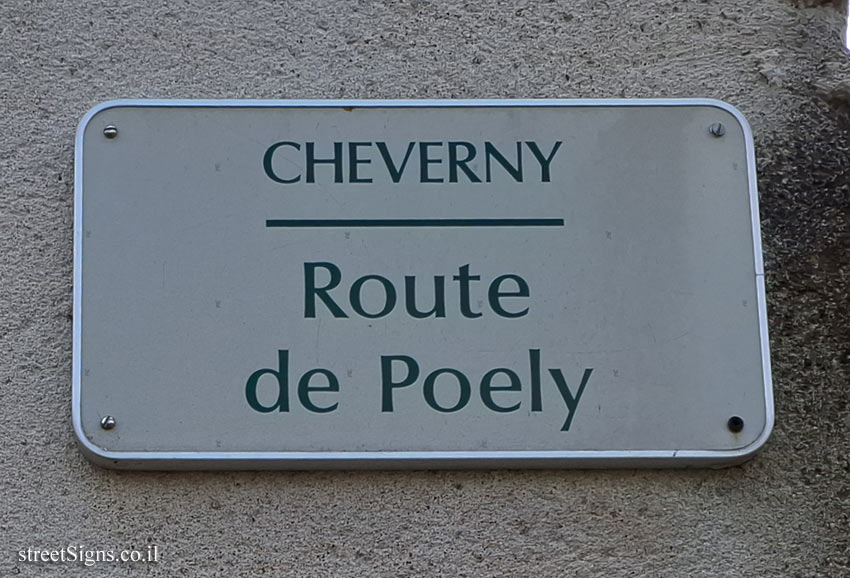 CHEVERNY
Route
de Poely
streetSigns.co.il